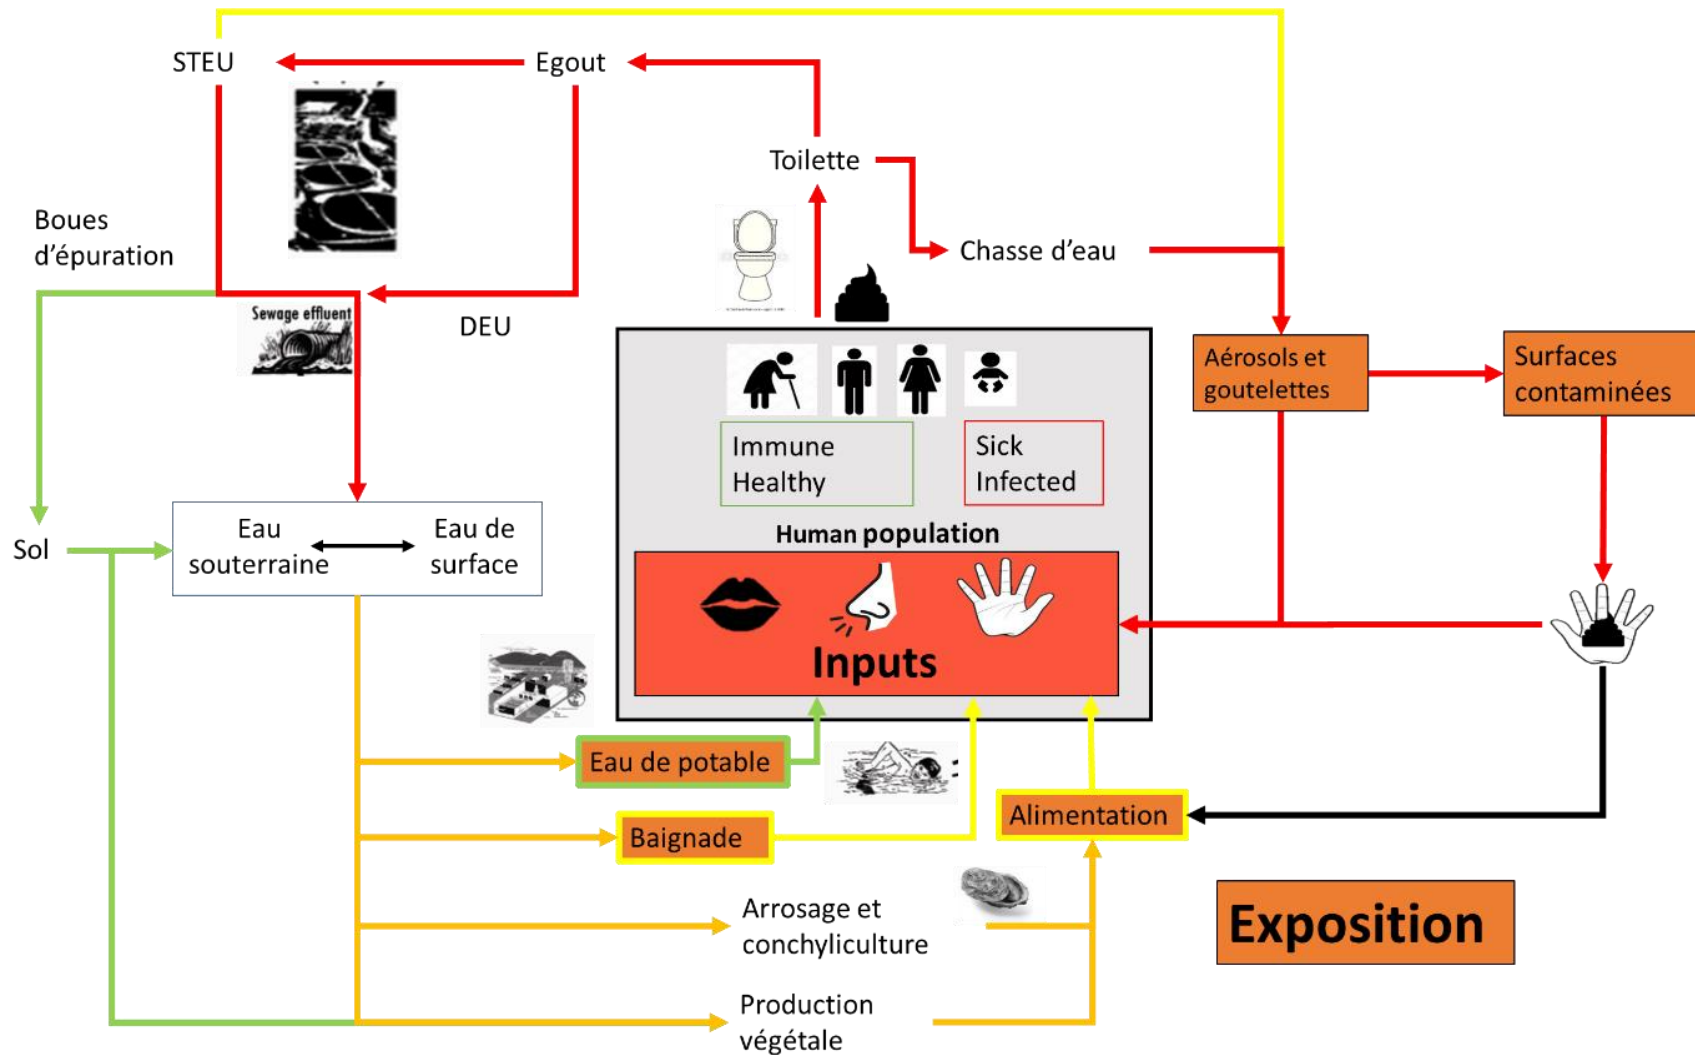 STEU
Egout
Toilette
Boues
d'épuration
Chasse d'eau
Sewage effluent
DEU
Aérosols et
goutelettes
Surfaces
contaminées
Immune
Healthy
Sick
Infected
Human population
Sol
Eau
souterraine
Eau de
surface
Inputs
Eau de potable
Baignade
Alimentation
Arrosage et
conchyliculture
Exposition
Production
végétale